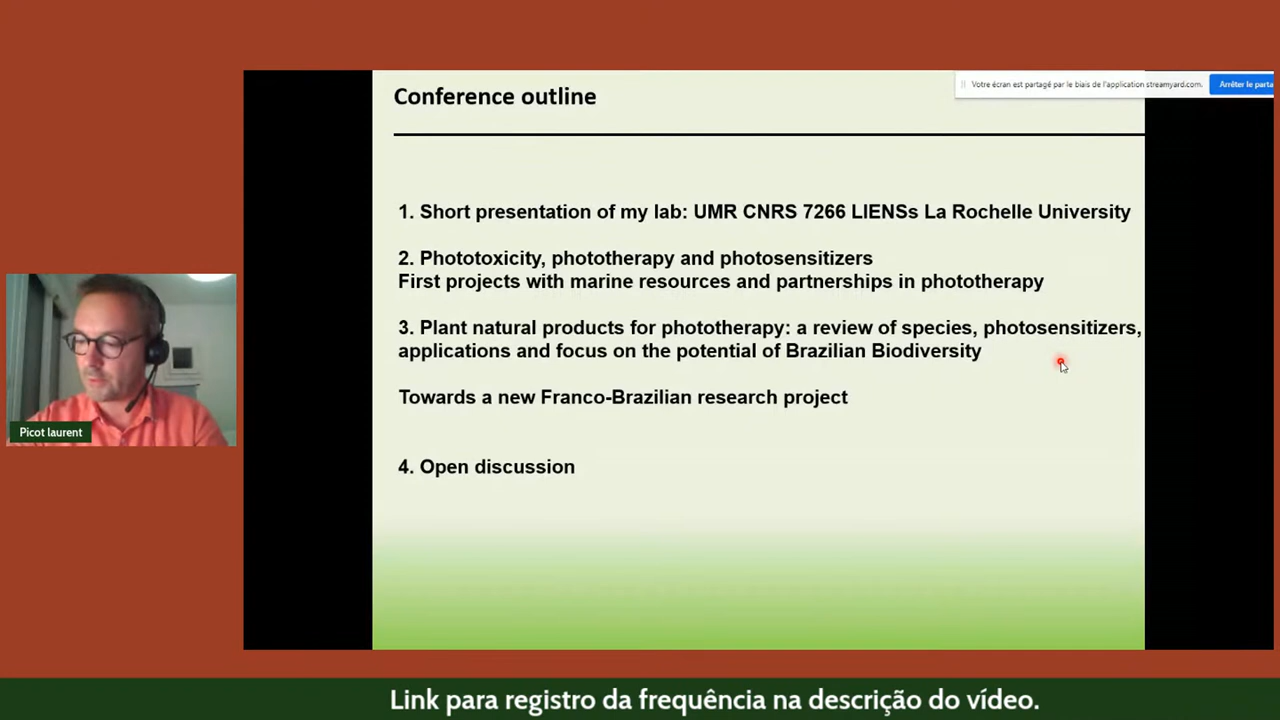 Conference outline
Votre écran est partagé par le biais de l'application streamyard.com.
Arrêter le parta
1. Short presentation of my lab: UMR CNRS 7266 LIENSs La Rochelle University
2. Phototoxicity, phototherapy and photosensitizers
First projects with marine resources and partnerships in phototherapy
3. Plant natural products for phototherapy: a review of species, photosensitizers,
applications and focus on the potential of Brazilian Biodiversity
Towards a new Franco-Brazilian research project
4. Open discussion
Picot laurent
Link para registro da frequência na descrição do vídeo.